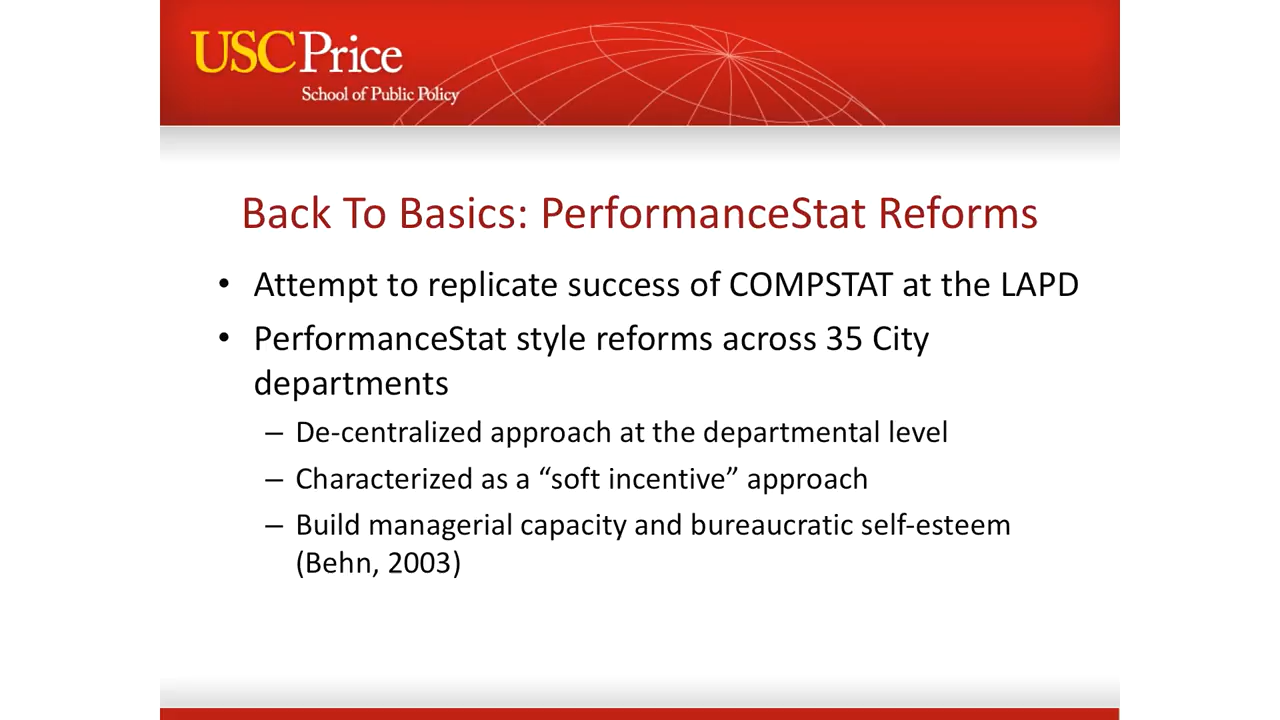 USC Price
School of Public Policy
Back To Basics: PerformanceStat Reforms
• Attempt to replicate success of COMPSTAT at the LAPD
• PerformanceStat style reforms across 35 City
departments
– De-centralized approach at the departmental level
– Characterized as a “soft incentive” approach
– Build managerial capacity and bureaucratic self-esteem
(Behn, 2003)